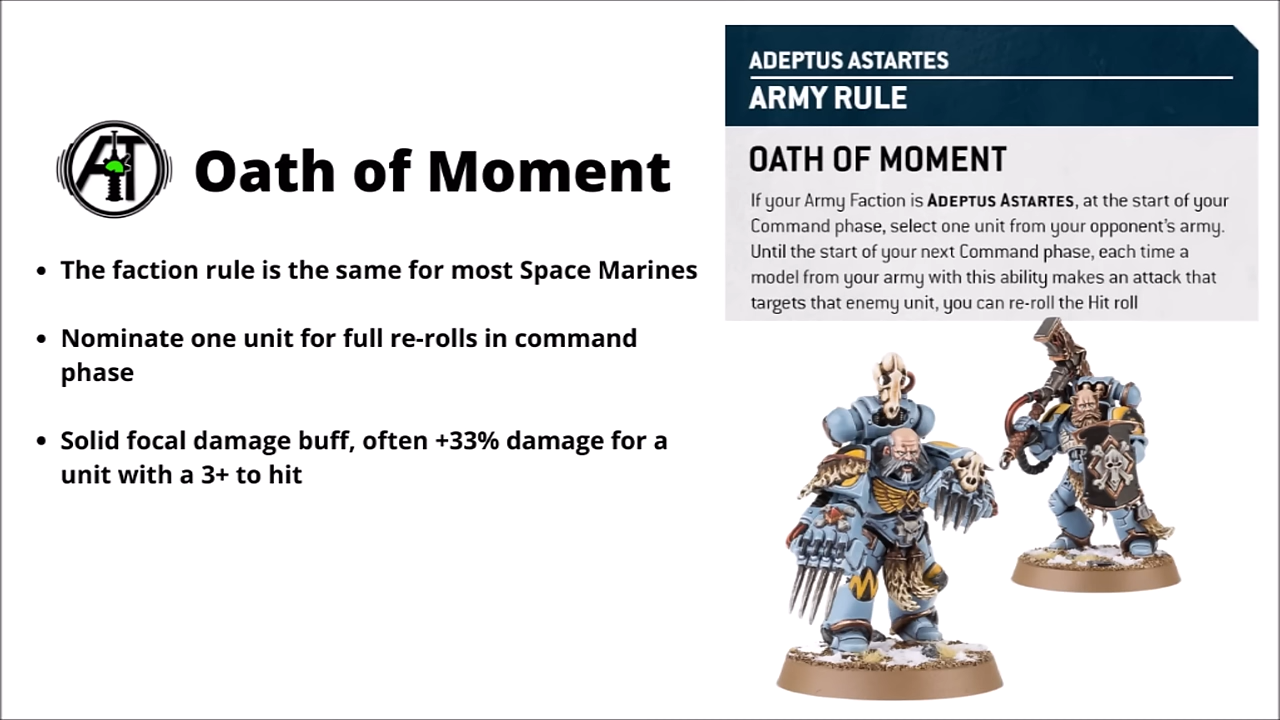 AT
Oath of Moment
The faction rule is the same for most Space Marines
Nominate one unit for full re-rolls in command
phase
Solid focal damage buff, often +33% damage for a
unit with a 3+ to hit
ADEPTUS ASTARTES
ARMY RULE
OATH OF MOMENT
If your Army Faction is ADEPTUS ASTARTES, at the start of your
Command phase, select one unit from your opponent's army.
Until the start of your next Command phase, each time a
model from your army with this ability makes an attack that
targets that enemy unit, you can re-roll the Hit roll